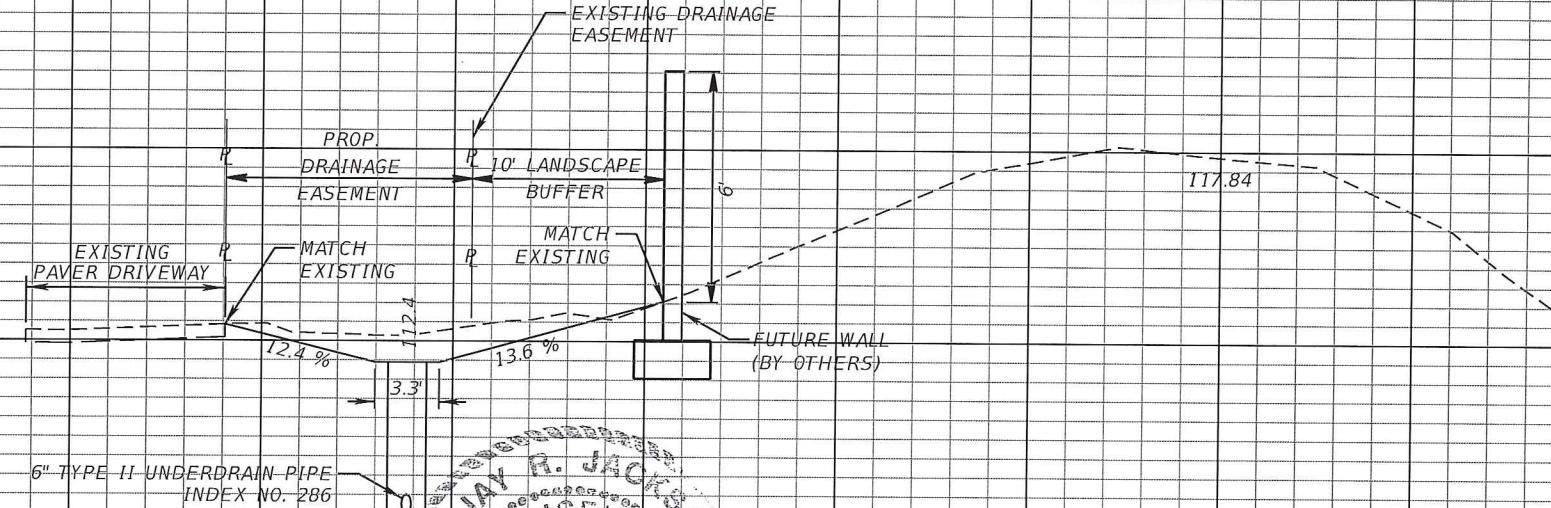 EXISTING DRAINAGE
EASEMENT
PROP.
DRAINAGE
EASEMENT
10' LANDSCAPE
BUFFER
6'
117.84
EXISTING
PAVER DRIVEWAY
MATCH
EXISTING
MATCH
EXISTING
112.4
12.4 %
13.6 %
3.3'
FUTURE WALL
(BY OTHERS)
6" TYPE II UNDERDRAIN PIPE
INDEX NO. 286
JAY R. JACKS